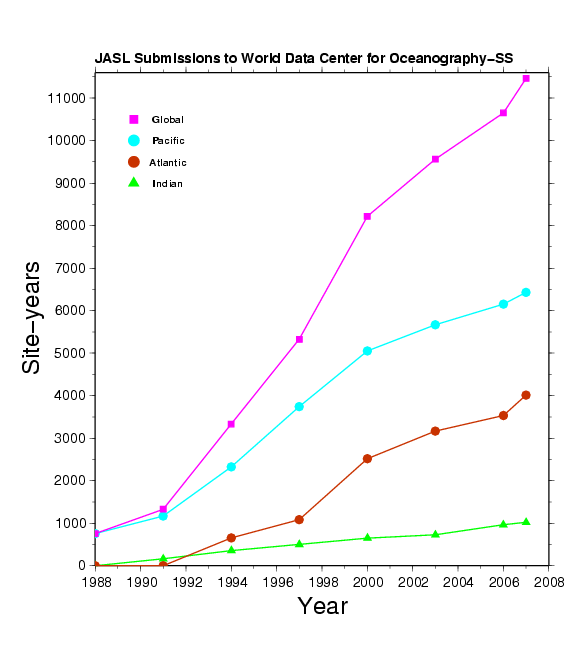 JASL Submissions to World Data Center for Oceanography-SS
11000
10000
9000
8000
7000
6000
5000
4000
3000
2000
1000
0
Global
Pacific
Atlantic
Indian
Site-years
1988 1990 1992 1994 1996 1998 2000 2002 2004 2006 2008
Year